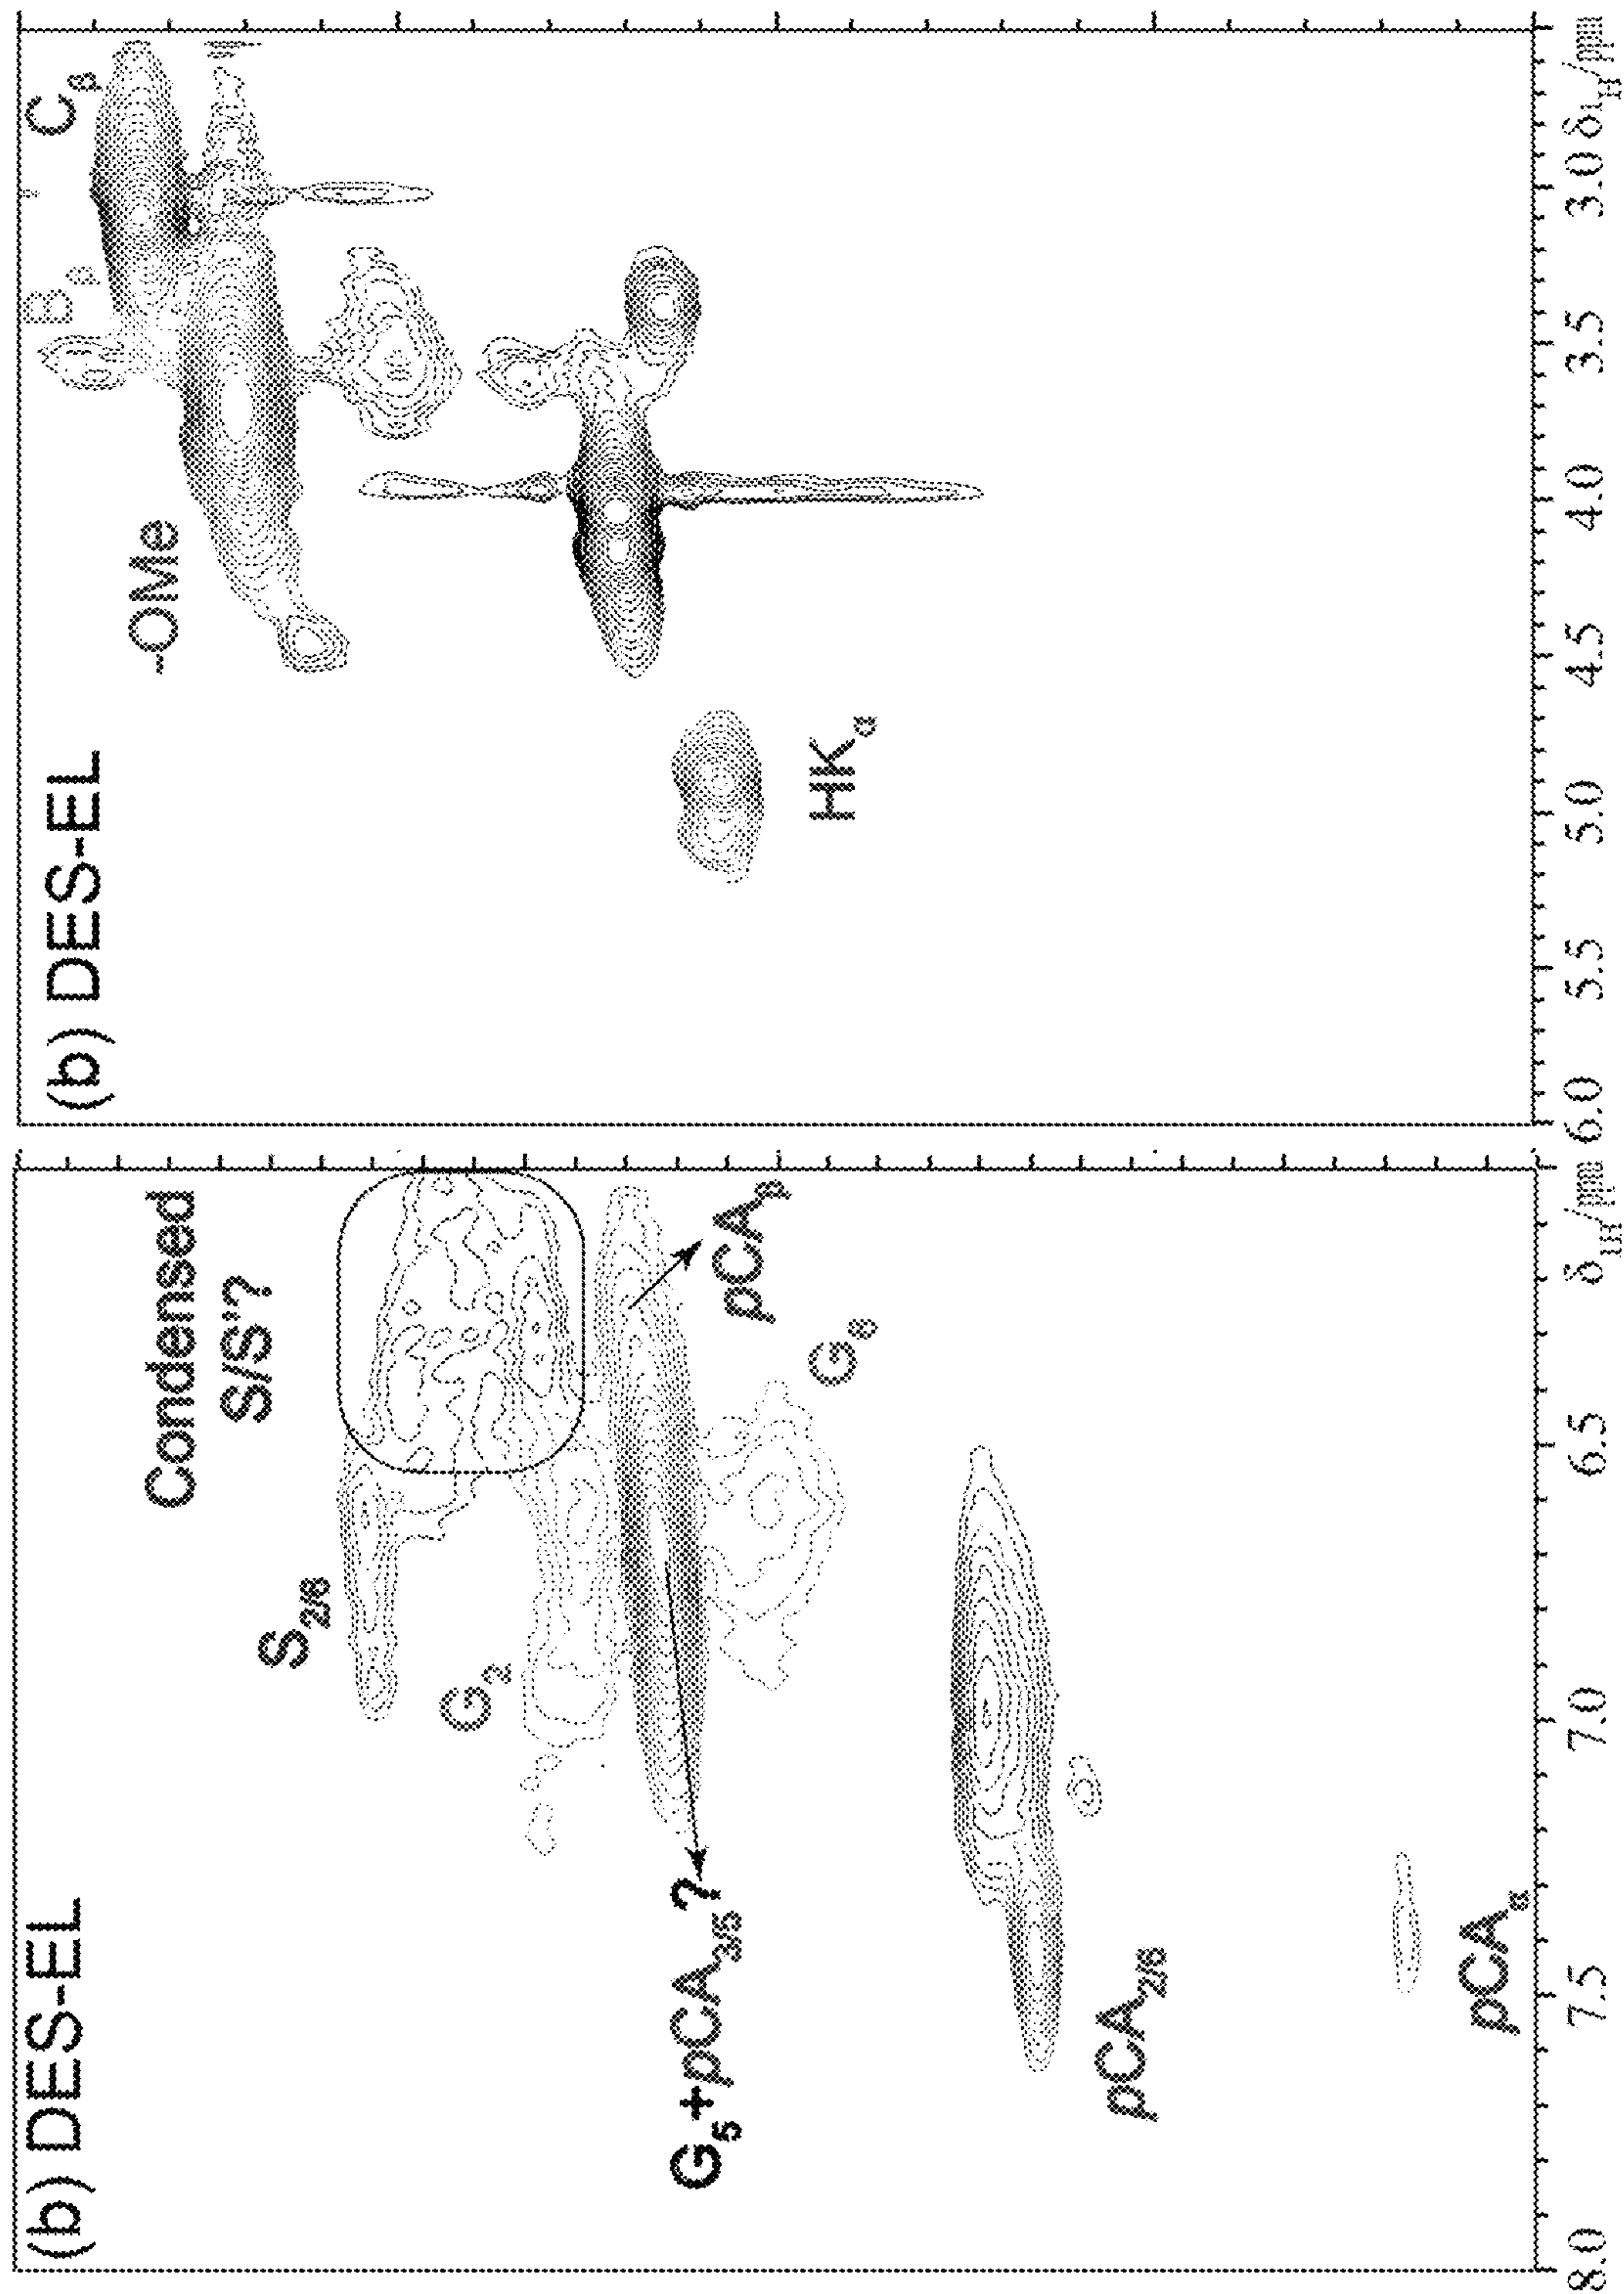 (b) DES-EL
Condensed
S/S'?
S2/6
G2
pCAβ
G6
G5+pCA3/5?
pCA2/6
pCAα
8.0
7.5
7.0
6.5
δ1H/ppm
(b) DES-EL
-OMe
Bβ
Cβ
HKα
6.0
5.5
5.0
4.5
4.0
3.5
3.0
δ1H/ppm